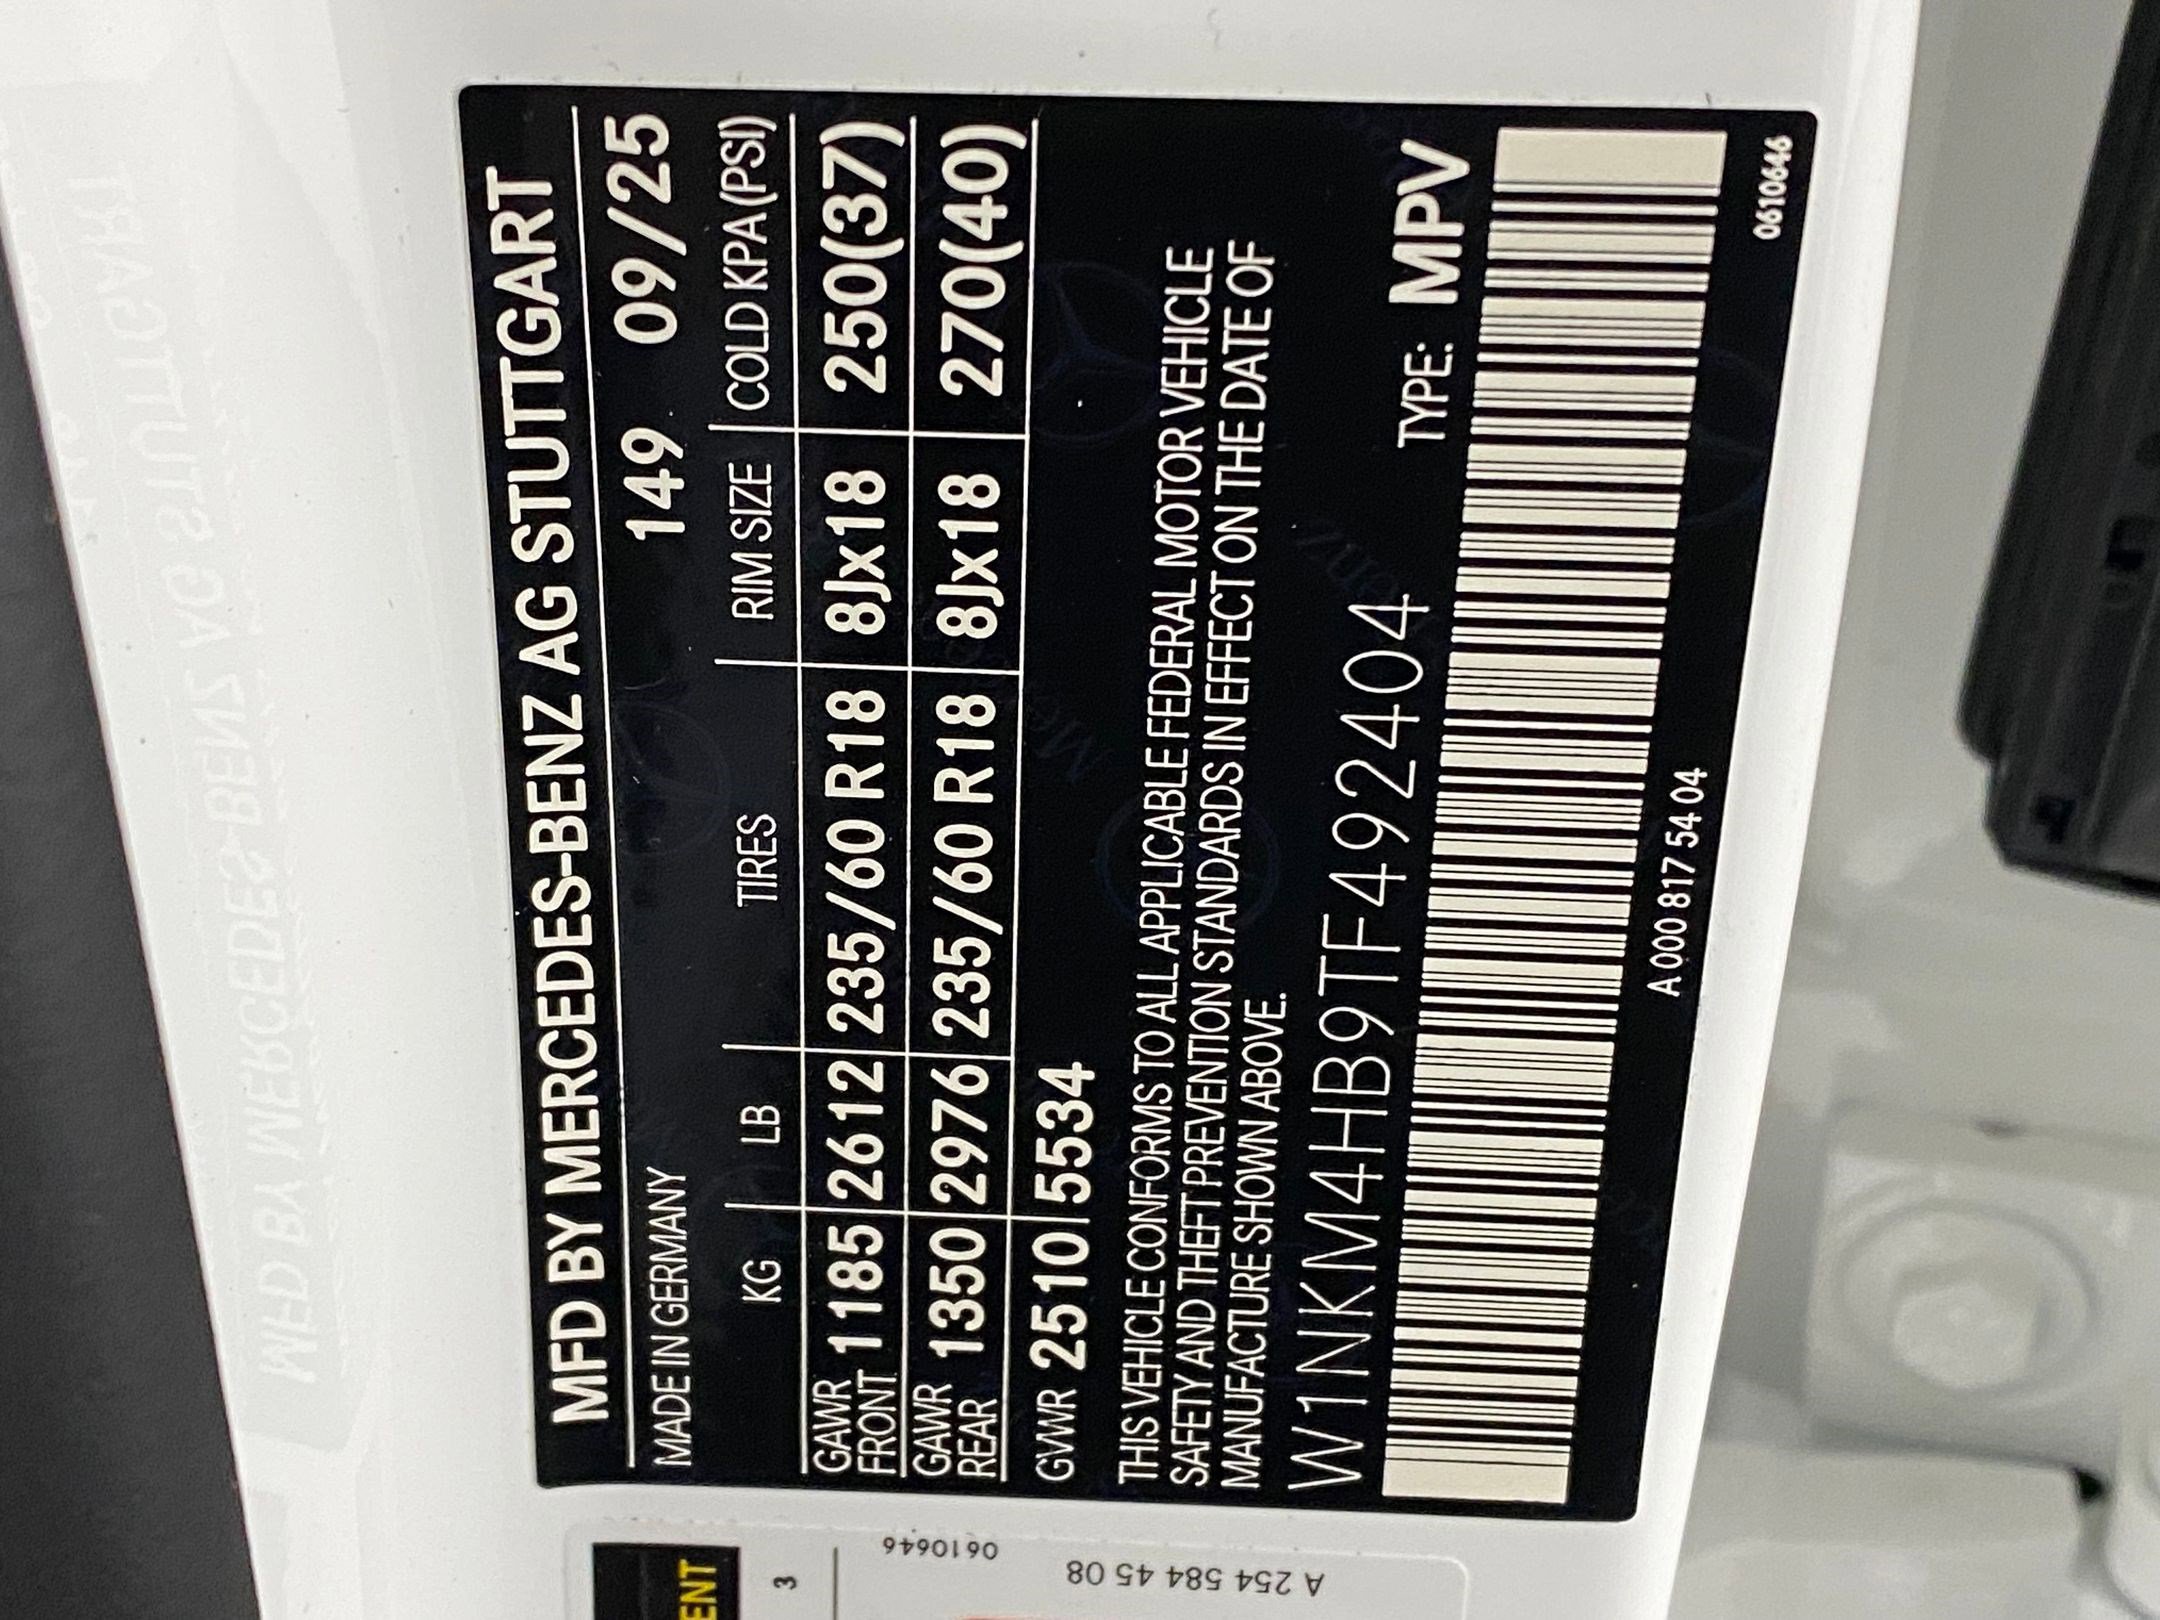 MFD BY MERCEDES-BENZ AG STUTTGART
MADE IN GERMANY 149 09/25
KG LB TIRES RIM SIZE COLD KPA(PSI)
GAWR FRONT 1185 2612 235/60 R18 8Jx18 250(37)
GAWR REAR 1350 2976 235/60 R18 8Jx18 270(40)
GVWR 2510 5534
THIS VEHICLE CONFORMS TO ALL APPLICABLE FEDERAL MOTOR VEHICLE
SAFETY AND THEFT PREVENTION STANDARDS IN EFFECT ON THE DATE OF
MANUFACTURE SHOWN ABOVE.
W1NKM4HB9TF492404 TYPE: MPV
A 000 817 54 04
0610646
ENT
3
0610646
A 254 584 45 08